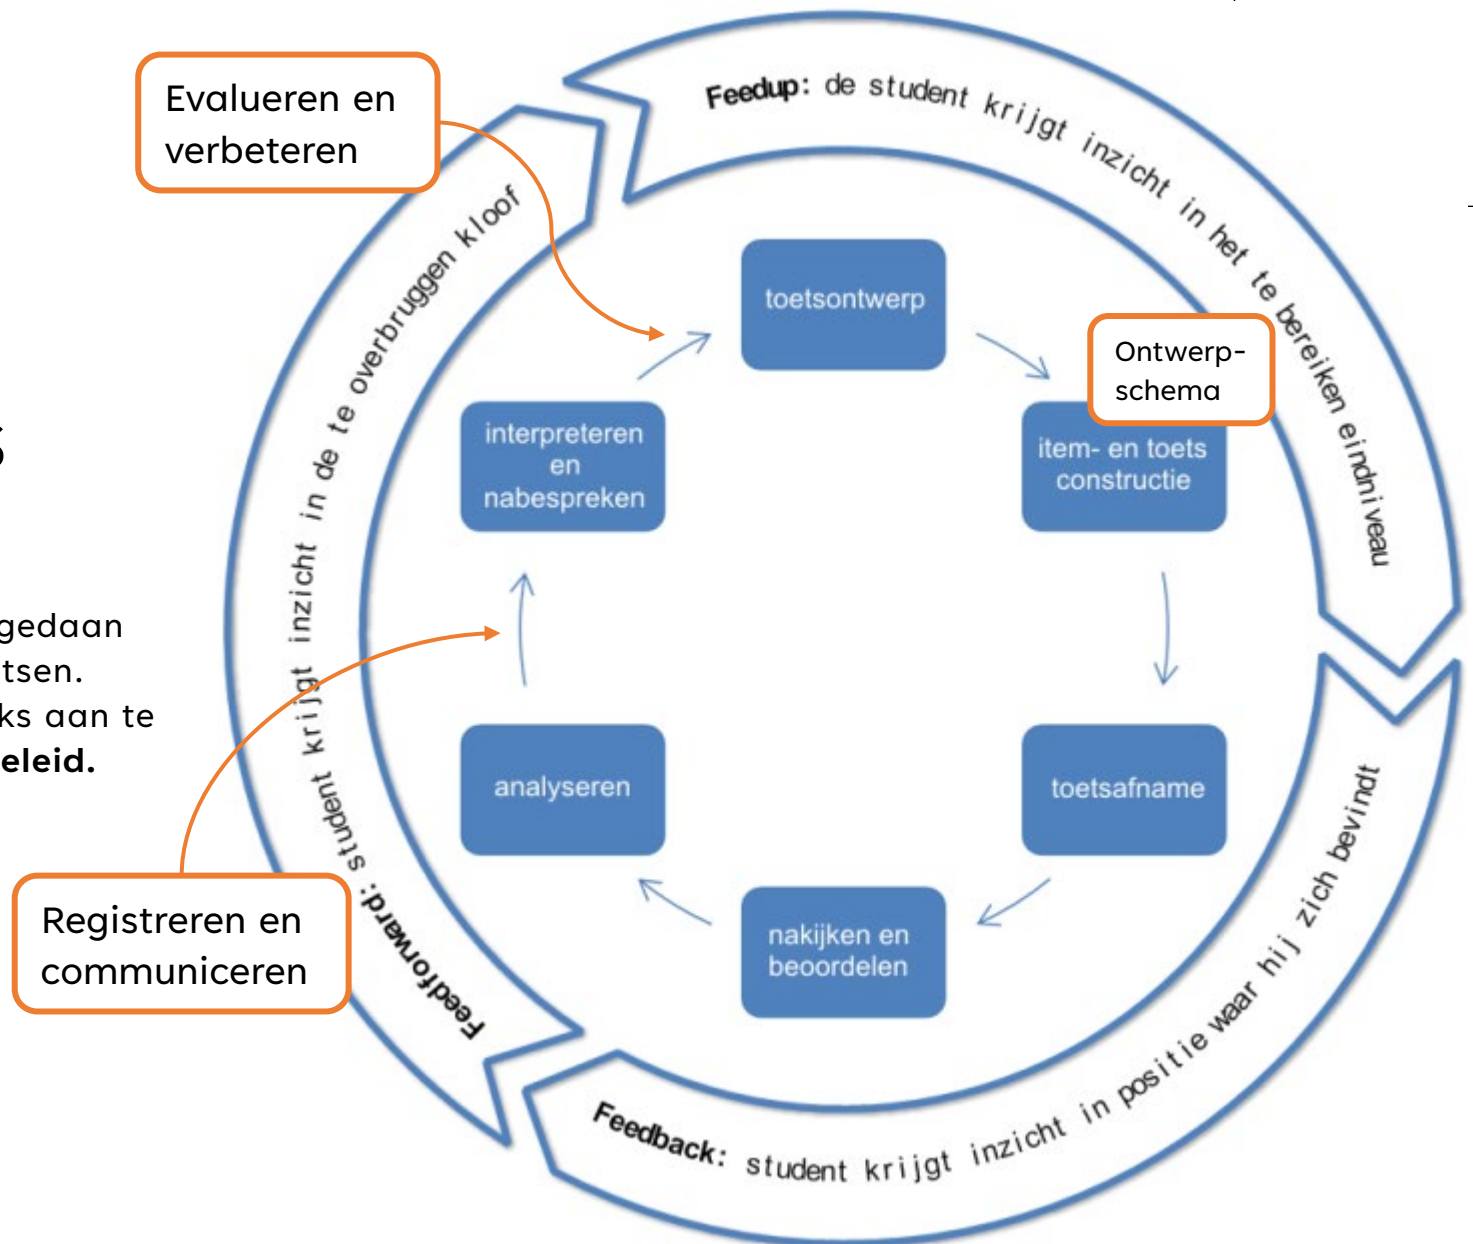 Evalueren en
verbeteren
Feedup: de student krijgt inzicht in het te bereiken eindniveau
toetsontwerp
Ontwerp-
schema
item- en toets
constructie
interpreteren
en
nabespreken
gedaan
tsen.
ks aan te
eleid.
analyseren
toetsafname
nakijken en
beoordelen
Registreren en
communiceren
Feedforward: student krijgt inzicht in de te overbruggen kloof
Feedback: student krijgt inzicht in positie waar hij zich bevindt